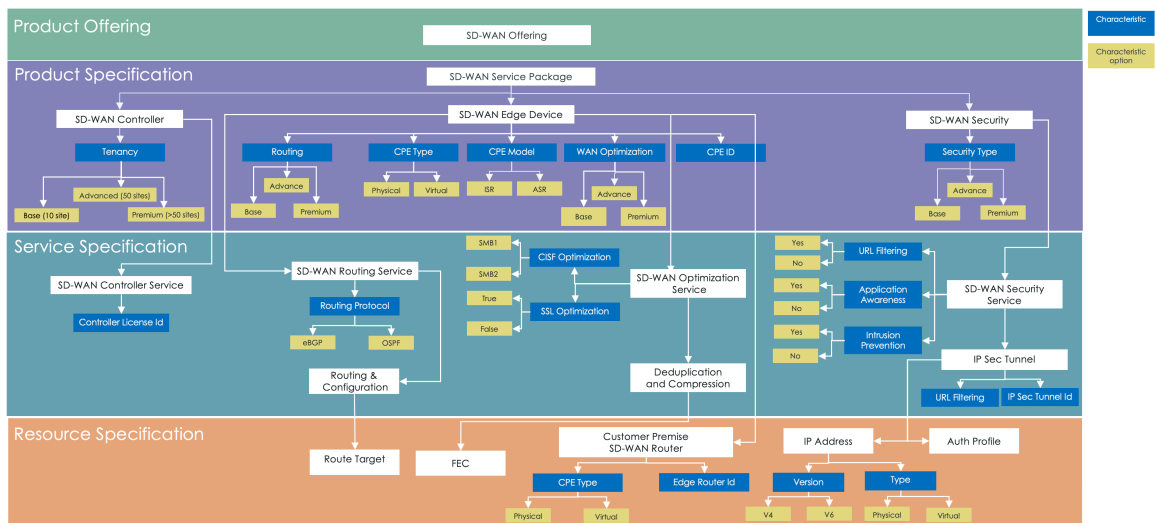 Product Offering
SD-WAN Offering
Characteristic
Characteristic
option
Product Specification
SD-WAN Service Package
SD-WAN Controller
SD-WAN Edge Device
SD-WAN Security
Tenancy
Routing
CPE Type
CPE Model
WAN Optimization
CPE ID
Security Type
Advanced (50 sites)
Base (10 site)
Premium (>50 sites)
Advance
Base
Premium
Physical
Virtual
ISR
ASR
Advance
Base
Premium
Advance
Base
Premium
Service Specification
SD-WAN Controller Service
Controller License Id
SD-WAN Routing Service
Routing Protocol
eBGP
OSPF
Routing &
Configuration
SMB1
SMB2
CISF Optimization
True
False
SSL Optimization
SD-WAN Optimization
Service
Deduplication
and Compression
Yes
No
URL Filtering
Yes
No
Application
Awareness
Yes
No
Intrusion
Prevention
SD-WAN Security
Service
IP Sec Tunnel
URL Filtering
IP Sec Tunnel Id
Resource Specification
Route Target
FEC
Customer Premise
SD-WAN Router
CPE Type
Edge Router Id
Physical
Virtual
IP Address
Auth Profile
Version
Type
V4
V6
Physical
Virtual